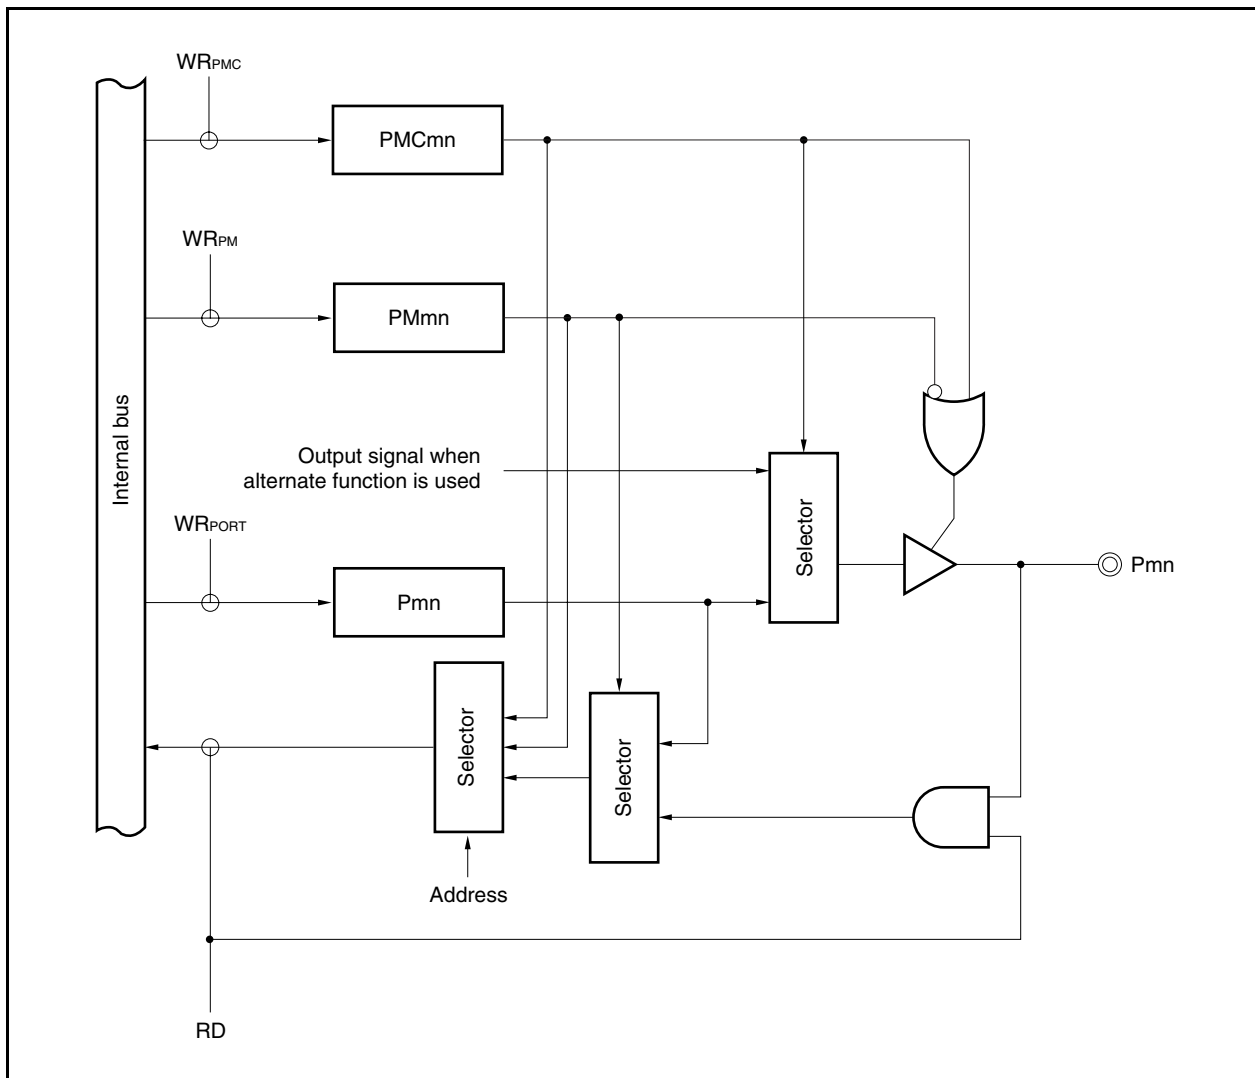 WRPMC
PMCmn
WRPM
PMmn
Internal bus
Output signal when
alternate function is used
Selector
WRPORT
Pmn
Pmn
Selector
Selector
Address
RD